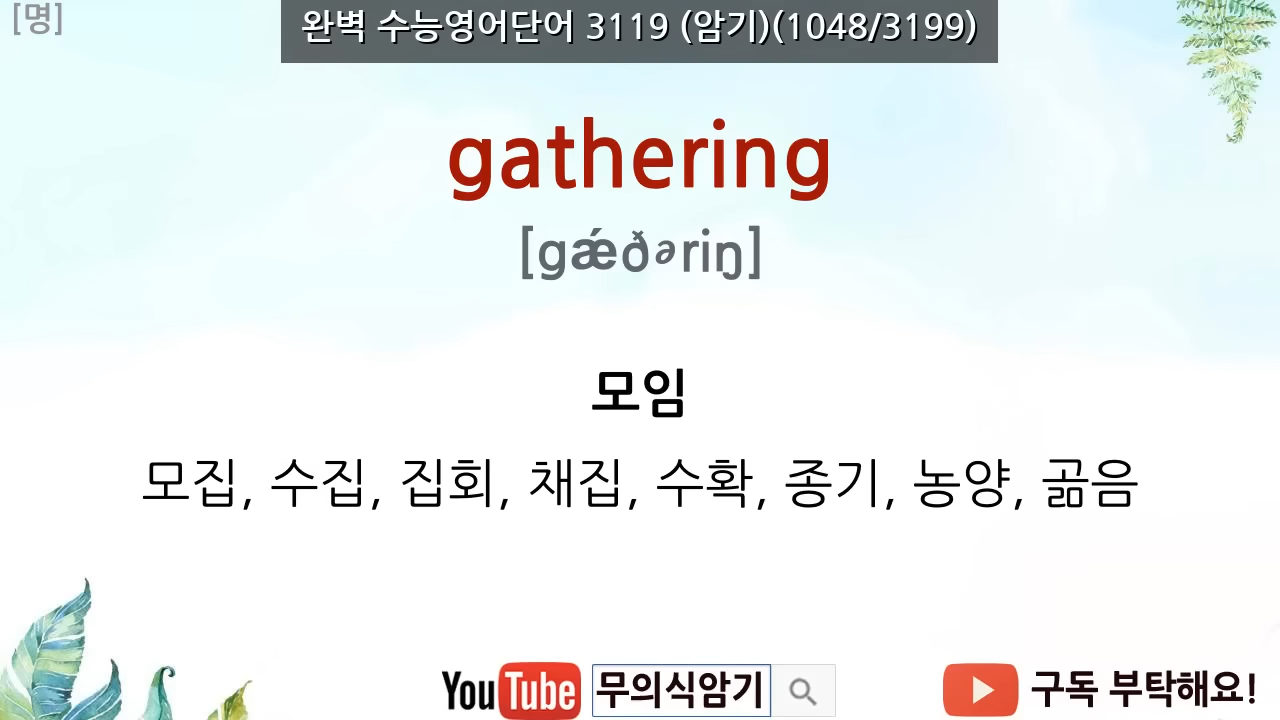 [명]
완벽 수능영어단어 3119 (암기)(1048/3199)
gathering
[gǽðəriŋ]
모임
모집, 수집, 집회, 채집, 수확, 종기, 농양, 곪음
YouTube 무의식암기 구독 부탁해요!